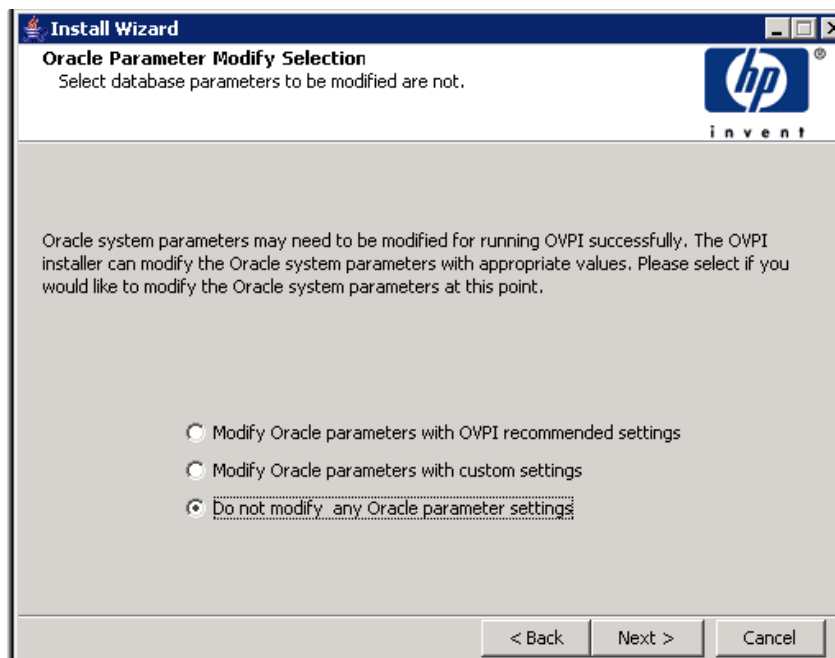 Install Wizard
Oracle Parameter Modify Selection
Select database parameters to be modified are not.
hp
®
invent
Oracle system parameters may need to be modified for running OVPI successfully. The OVPI
installer can modify the Oracle system parameters with appropriate values. Please select if you
would like to modify the Oracle system parameters at this point.
Modify Oracle parameters with OVPI recommended settings
Modify Oracle parameters with custom settings
Do not modify any Oracle parameter settings
< Back Next > Cancel